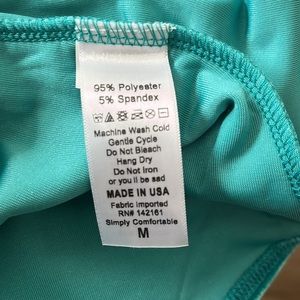 95% Polyester
5% Spandex
Machine Wash Cold
Gentle Cycle
Do Not Bleach
Hang Dry
Do Not Iron
or you ll be sad
MADE IN USA
Fabric imported
RN# 142161
Simply Comfortable
M